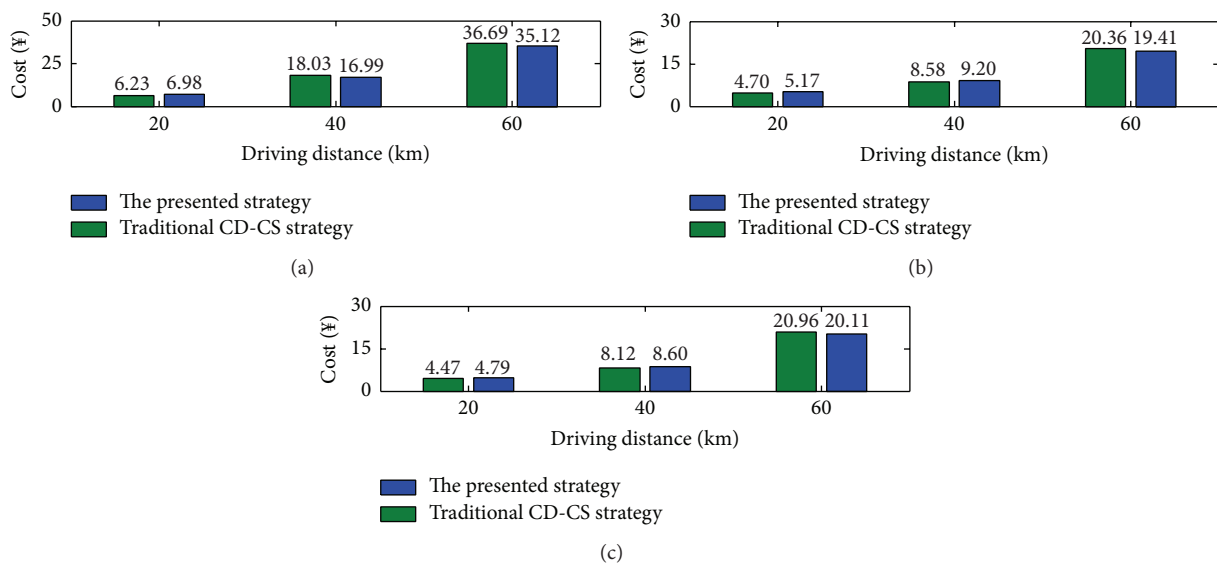 Cost (¥)
50
25
0
6.23 6.98
18.03 16.99
36.69 35.12
20 40 60
Driving distance (km)
The presented strategy
Traditional CD-CS strategy
(a)
Cost (¥)
30
15
0
4.70 5.17
8.58 9.20
20.36 19.41
20 40 60
Driving distance (km)
The presented strategy
Traditional CD-CS strategy
(b)
Cost (¥)
30
15
0
4.47 4.79
8.12 8.60
20.96 20.11
20 40 60
Driving distance (km)
The presented strategy
Traditional CD-CS strategy
(c)